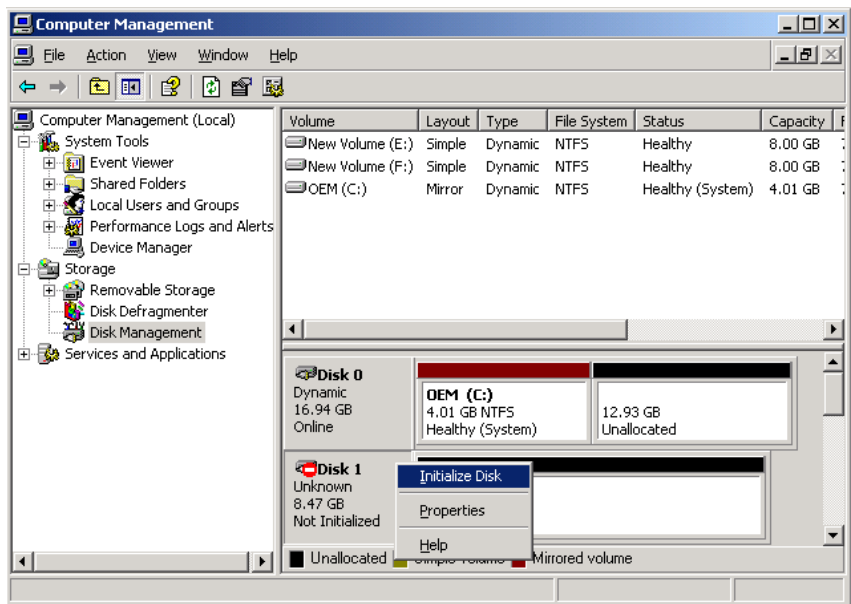 Computer Management
File Action View Window Help
Computer Management (Local)
System Tools
Event Viewer
Shared Folders
Local Users and Groups
Performance Logs and Alerts
Device Manager
Storage
Removable Storage
Disk Defragmenter
Disk Management
Services and Applications
Volume Layout Type File System Status Capacity
New Volume (E:) Simple Dynamic NTFS Healthy 8.00 GB
New Volume (F:) Simple Dynamic NTFS Healthy 8.00 GB
OEM (C:) Mirror Dynamic NTFS Healthy (System) 4.01 GB
Disk 0
Dynamic
16.94 GB
Online
OEM (C:)
4.01 GB NTFS
Healthy (System)
12.93 GB
Unallocated
Disk 1
Unknown
8.47 GB
Not Initialized
Initialize Disk
Properties
Help
Unallocated Simple volume Mirrored volume